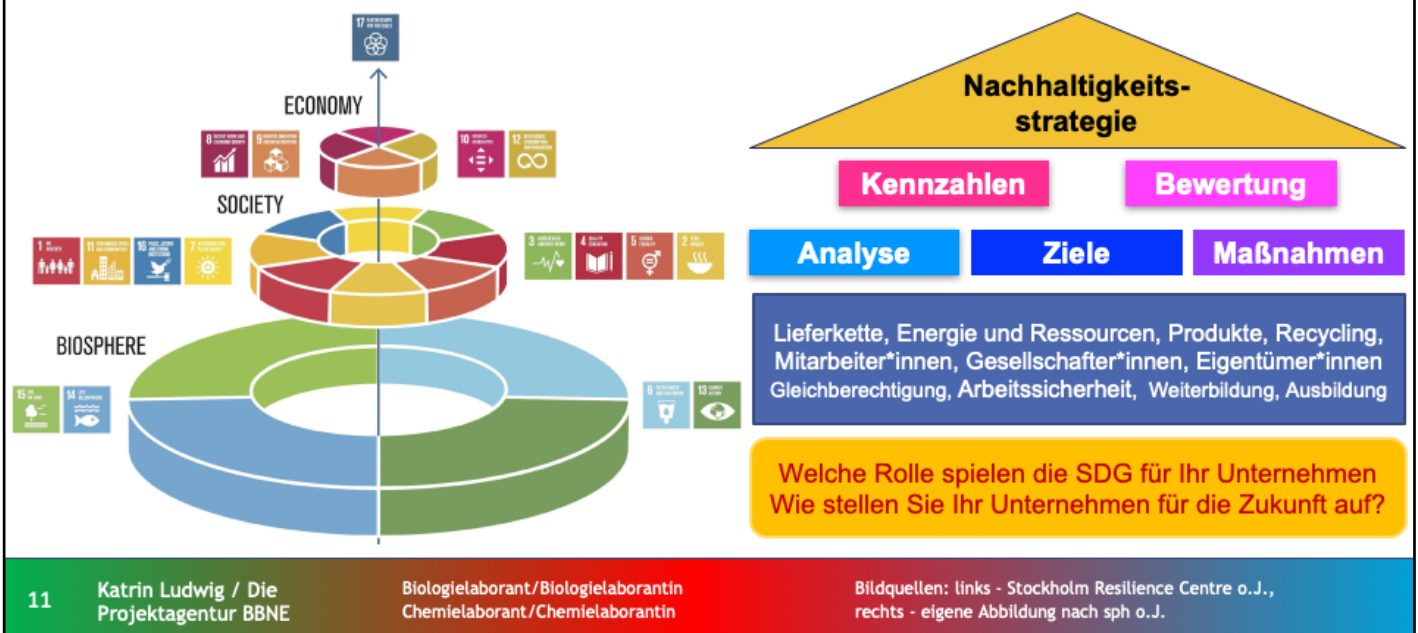 17
ECONOMY
8
9
10
12
SOCIETY
1
11
16
7
3
4
5
2
BIOSPHERE
15
14
6
13
Nachhaltigkeits-
strategie
Kennzahlen
Bewertung
Analyse
Ziele
Maßnahmen
Lieferkette, Energie und Ressourcen, Produkte, Recycling,
Mitarbeiter*innen, Gesellschafter*innen, Eigentümer*innen
Gleichberechtigung, Arbeitssicherheit, Weiterbildung, Ausbildung
Welche Rolle spielen die SDG für Ihr Unternehmen
Wie stellen Sie Ihr Unternehmen für die Zukunft auf?
11
Katrin Ludwig / Die
Projektagentur BBNE
Biologielaborant/Biologielaborantin
Chemielaborant/Chemielaborantin
Bildquellen: links - Stockholm Resilience Centre o.J.,
rechts - eigene Abbildung nach sph o.J.